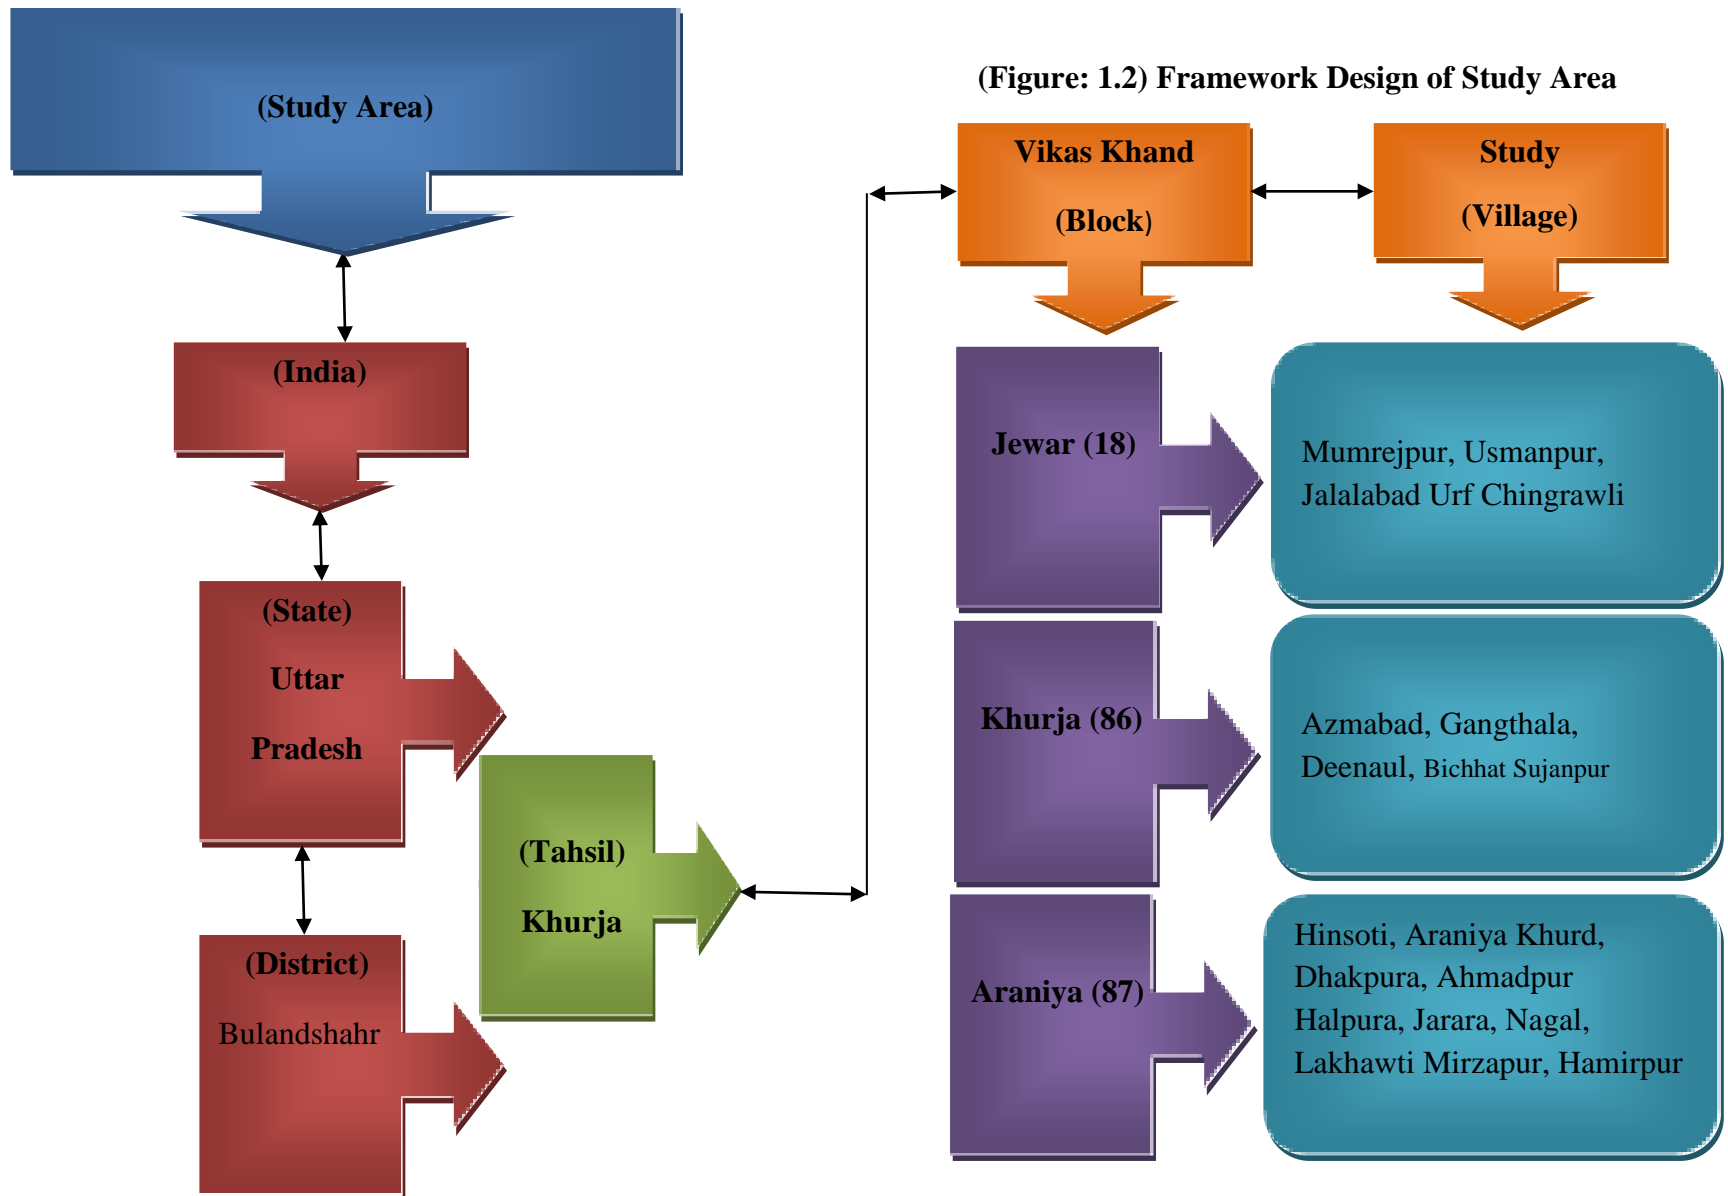 (Study Area)
(Figure: 1.2) Framework Design of Study Area
(India)
(State)
Uttar
Pradesh
(District)
Bulandshahr
(Tahsil)
Khurja
Vikas Khand
(Block)
Study
(Village)
Jewar (18)
Mumrejpur, Usmanpur,
Jalalabad Urf Chingrawli
Khurja (86)
Azmabad, Gangthala,
Deenaul, Bichhat Sujanpur
Araniya (87)
Hinsoti, Araniya Khurd,
Dhakpura, Ahmadpur
Halpura, Jarara, Nagal,
Lakhawti Mirzapur, Hamirpur